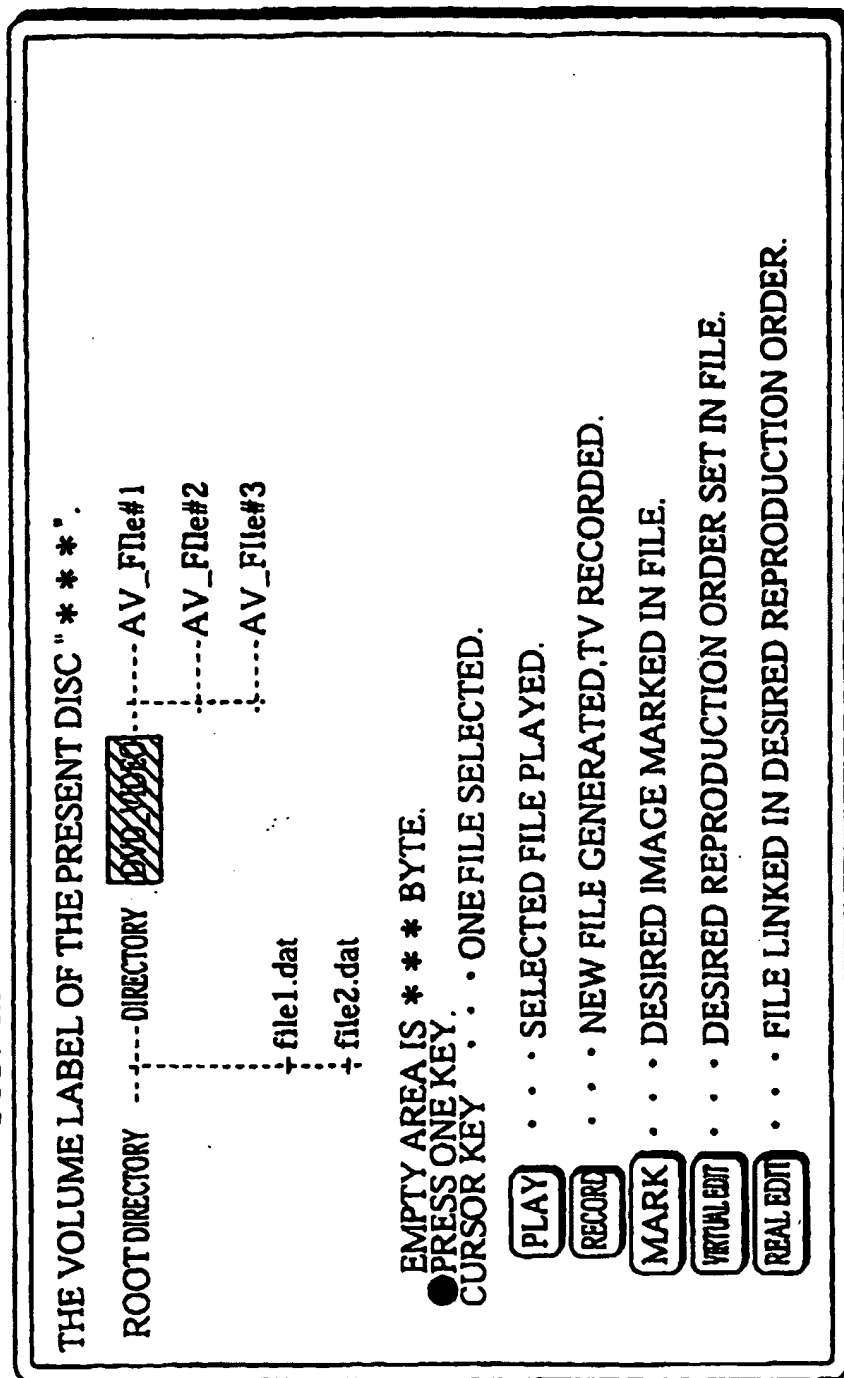 THE VOLUME LABEL OF THE PRESENT DISC "***".
ROOT DIRECTORY ----DIRECTORY DVD_VIDEO -----AV_File#1
----AV_File#2
----AV_File#3
file1.dat
file2.dat
EMPTY AREA IS *** BYTE.
●PRESS ONE KEY.
CURSOR KEY ・・・ONE FILE SELECTED.
PLAY ・・・SELECTED FILE PLAYED.
RECORD ・・・NEW FILE GENERATED,TV RECORDED.
MARK ・・・DESIRED IMAGE MARKED IN FILE.
VIRTUAL EDIT ・・・DESIRED REPRODUCTION ORDER SET IN FILE.
REAL EDIT ・・・FILE LINKED IN DESIRED REPRODUCTION ORDER.